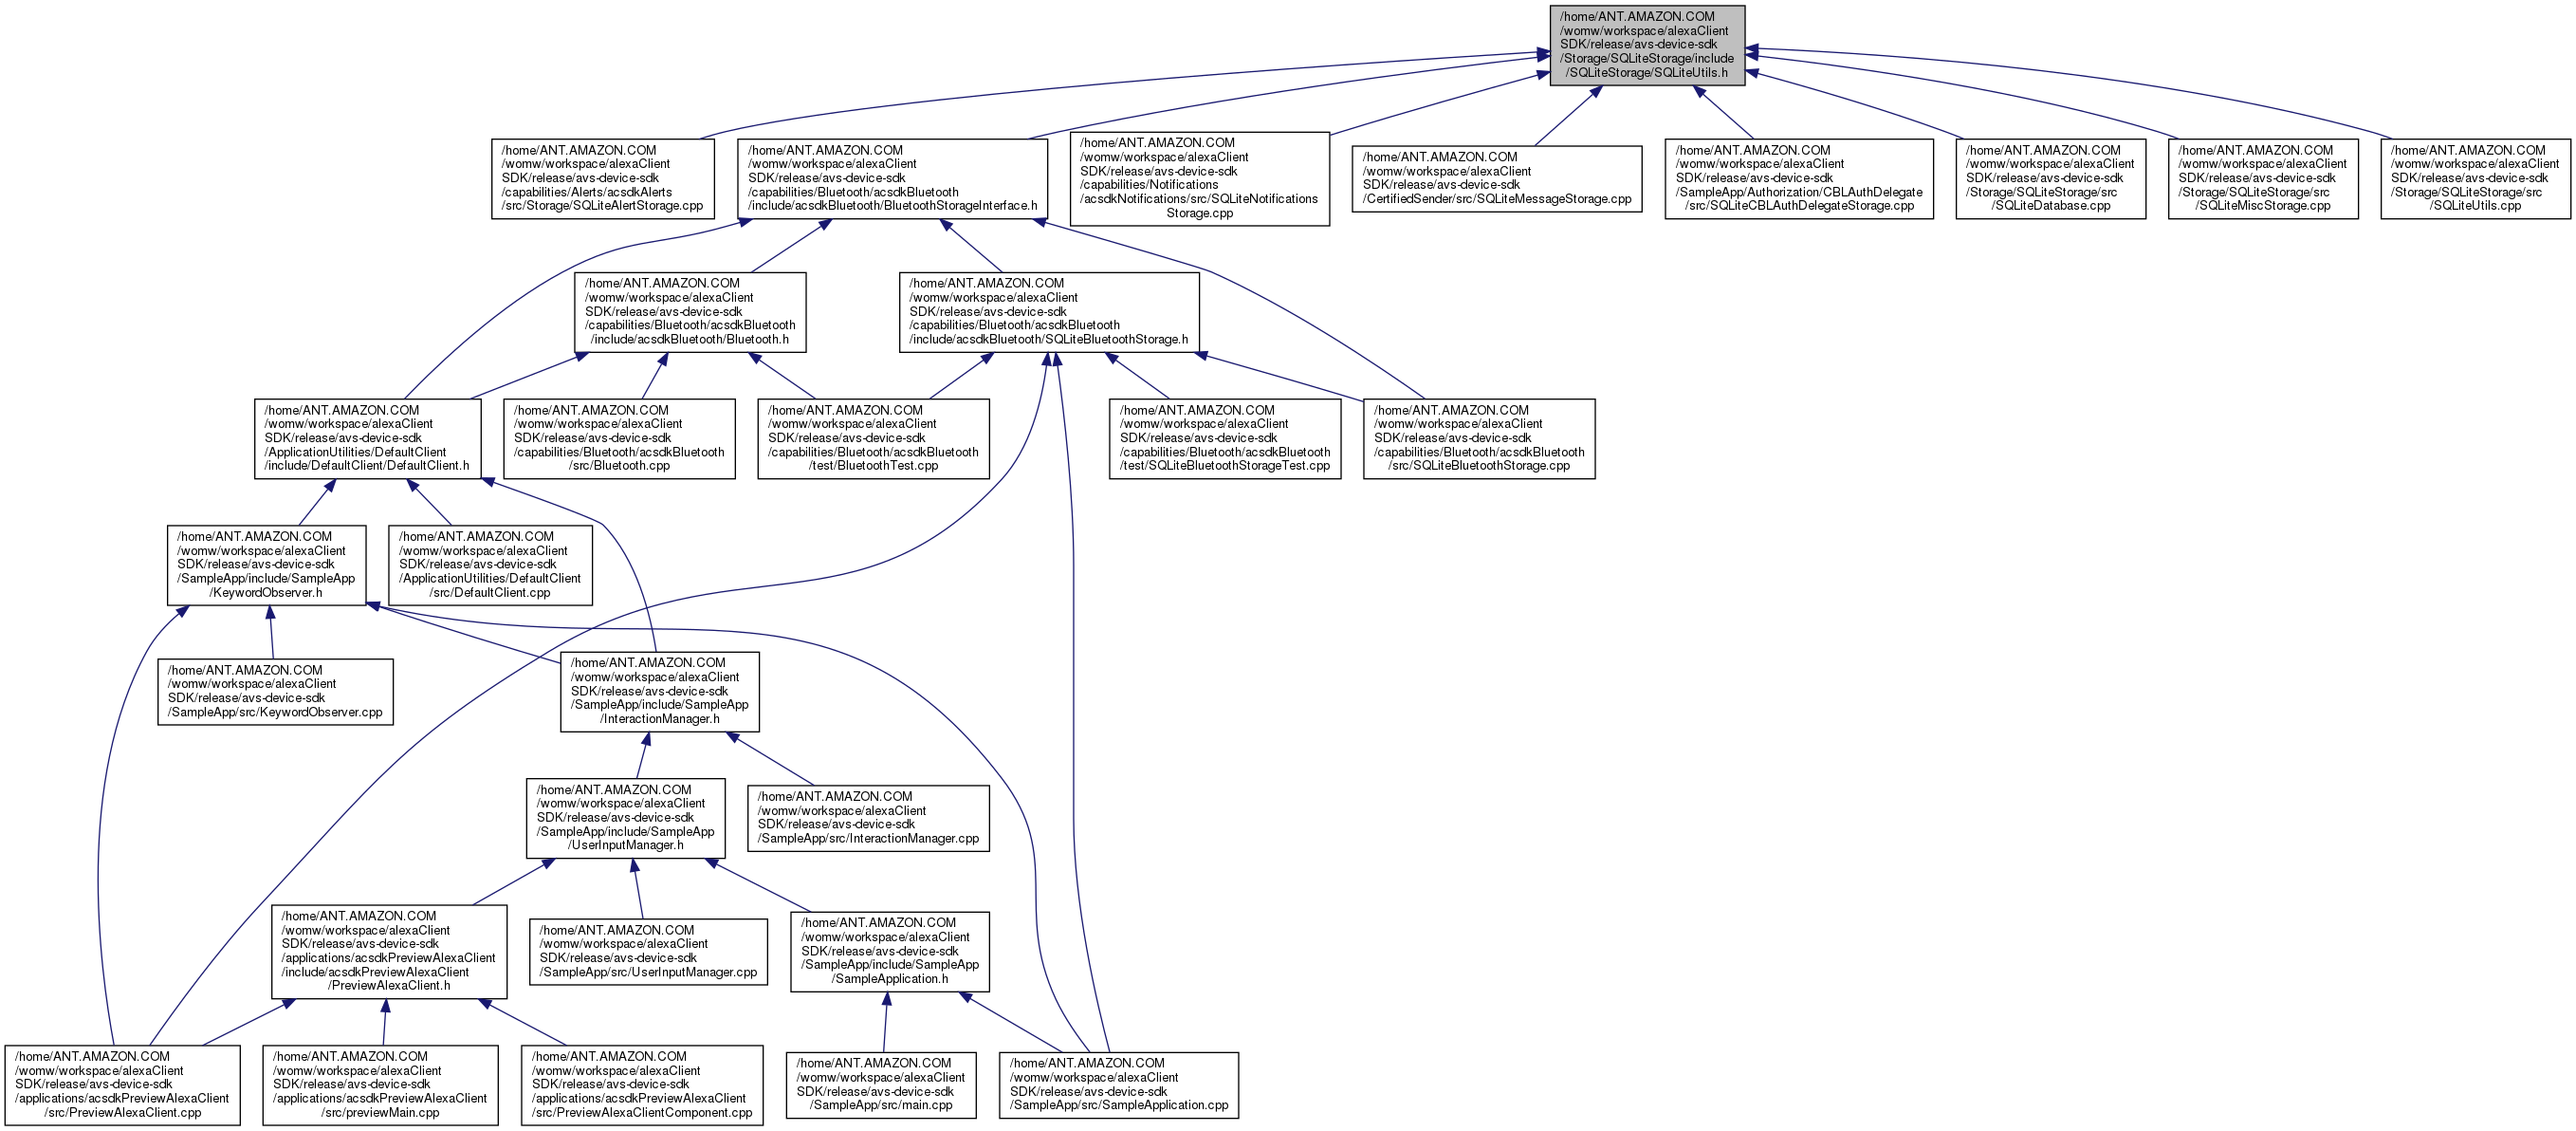 /home/ANT.AMAZON.COM
/womw/workspace/alexaClient
SDK/release/avs-device-sdk
/Storage/SQLiteStorage/include
/SQLiteStorage/SQLiteUtils.h
/home/ANT.AMAZON.COM
/womw/workspace/alexaClient
SDK/release/avs-device-sdk
/capabilities/Alerts/acsdkAlerts
/src/Storage/SQLiteAlertStorage.cpp
/home/ANT.AMAZON.COM
/womw/workspace/alexaClient
SDK/release/avs-device-sdk
/capabilities/Bluetooth/acsdkBluetooth
/include/acsdkBluetooth/BluetoothStorageInterface.h
/home/ANT.AMAZON.COM
/womw/workspace/alexaClient
SDK/release/avs-device-sdk
/capabilities/Notifications
/acsdkNotifications/src/SQLiteNotifications
Storage.cpp
/home/ANT.AMAZON.COM
/womw/workspace/alexaClient
SDK/release/avs-device-sdk
/CertifiedSender/src/SQLiteMessageStorage.cpp
/home/ANT.AMAZON.COM
/womw/workspace/alexaClient
SDK/release/avs-device-sdk
/SampleApp/Authorization/CBLAuthDelegate
/src/SQLiteCBLAuthDelegateStorage.cpp
/home/ANT.AMAZON.COM
/womw/workspace/alexaClient
SDK/release/avs-device-sdk
/Storage/SQLiteStorage/src
/SQLiteDatabase.cpp
/home/ANT.AMAZON.COM
/womw/workspace/alexaClient
SDK/release/avs-device-sdk
/Storage/SQLiteStorage/src
/SQLiteMiscStorage.cpp
/home/ANT.AMAZON.COM
/womw/workspace/alexaClient
SDK/release/avs-device-sdk
/Storage/SQLiteStorage/src
/SQLiteUtils.cpp
/home/ANT.AMAZON.COM
/womw/workspace/alexaClient
SDK/release/avs-device-sdk
/capabilities/Bluetooth/acsdkBluetooth
/include/acsdkBluetooth/Bluetooth.h
/home/ANT.AMAZON.COM
/womw/workspace/alexaClient
SDK/release/avs-device-sdk
/capabilities/Bluetooth/acsdkBluetooth
/include/acsdkBluetooth/SQLiteBluetoothStorage.h
/home/ANT.AMAZON.COM
/womw/workspace/alexaClient
SDK/release/avs-device-sdk
/ApplicationUtilities/DefaultClient
/include/DefaultClient/DefaultClient.h
/home/ANT.AMAZON.COM
/womw/workspace/alexaClient
SDK/release/avs-device-sdk
/capabilities/Bluetooth/acsdkBluetooth
/src/Bluetooth.cpp
/home/ANT.AMAZON.COM
/womw/workspace/alexaClient
SDK/release/avs-device-sdk
/capabilities/Bluetooth/acsdkBluetooth
/test/BluetoothTest.cpp
/home/ANT.AMAZON.COM
/womw/workspace/alexaClient
SDK/release/avs-device-sdk
/capabilities/Bluetooth/acsdkBluetooth
/test/SQLiteBluetoothStorageTest.cpp
/home/ANT.AMAZON.COM
/womw/workspace/alexaClient
SDK/release/avs-device-sdk
/capabilities/Bluetooth/acsdkBluetooth
/src/SQLiteBluetoothStorage.cpp
/home/ANT.AMAZON.COM
/womw/workspace/alexaClient
SDK/release/avs-device-sdk
/SampleApp/include/SampleApp
/KeywordObserver.h
/home/ANT.AMAZON.COM
/womw/workspace/alexaClient
SDK/release/avs-device-sdk
/ApplicationUtilities/DefaultClient
/src/DefaultClient.cpp
/home/ANT.AMAZON.COM
/womw/workspace/alexaClient
SDK/release/avs-device-sdk
/SampleApp/src/KeywordObserver.cpp
/home/ANT.AMAZON.COM
/womw/workspace/alexaClient
SDK/release/avs-device-sdk
/SampleApp/include/SampleApp
/InteractionManager.h
/home/ANT.AMAZON.COM
/womw/workspace/alexaClient
SDK/release/avs-device-sdk
/SampleApp/include/SampleApp
/UserInputManager.h
/home/ANT.AMAZON.COM
/womw/workspace/alexaClient
SDK/release/avs-device-sdk
/SampleApp/src/InteractionManager.cpp
/home/ANT.AMAZON.COM
/womw/workspace/alexaClient
SDK/release/avs-device-sdk
/applications/acsdkPreviewAlexaClient
/include/acsdkPreviewAlexaClient
/PreviewAlexaClient.h
/home/ANT.AMAZON.COM
/womw/workspace/alexaClient
SDK/release/avs-device-sdk
/SampleApp/src/UserInputManager.cpp
/home/ANT.AMAZON.COM
/womw/workspace/alexaClient
SDK/release/avs-device-sdk
/SampleApp/include/SampleApp
/SampleApplication.h
/home/ANT.AMAZON.COM
/womw/workspace/alexaClient
SDK/release/avs-device-sdk
/applications/acsdkPreviewAlexaClient
/src/PreviewAlexaClient.cpp
/home/ANT.AMAZON.COM
/womw/workspace/alexaClient
SDK/release/avs-device-sdk
/applications/acsdkPreviewAlexaClient
/src/previewMain.cpp
/home/ANT.AMAZON.COM
/womw/workspace/alexaClient
SDK/release/avs-device-sdk
/applications/acsdkPreviewAlexaClient
/src/PreviewAlexaClientComponent.cpp
/home/ANT.AMAZON.COM
/womw/workspace/alexaClient
SDK/release/avs-device-sdk
/SampleApp/src/main.cpp
/home/ANT.AMAZON.COM
/womw/workspace/alexaClient
SDK/release/avs-device-sdk
/SampleApp/src/SampleApplication.cpp